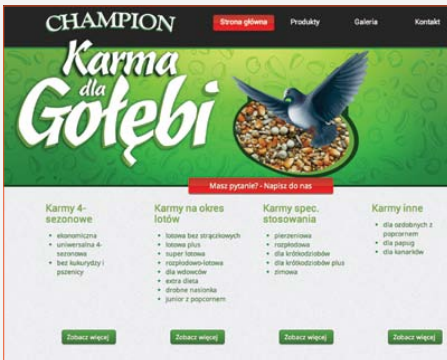 CHAMPION
Strona główna Produkty Galeria Kontakt
Karma
dla
Gołębi
Masz pytanie? - Napisz do nas
Karmy 4-
sezonowe
ekonomiczna
uniwersalna 4-
sezonowa
bez kukurydzy i
pszenicy
Zobacz więcej
Karmy na okres
lotów
lotowa bez strączkowych
lotowa plus
super lotowa
rozpłodowo-lotowa
dla wdowców
extra dieta
drobne nasionka
junior z popcornem
Zobacz więcej
Karmy spec.
stosowania
pierzeniowa
rozpłodowa
dla krótkodziobów
dla krótkodziobów plus
zimowa
Zobacz więcej
Karmy inne
dla ozdobnych z
popcornem
dla papug
dla kanarków
Zobacz więcej